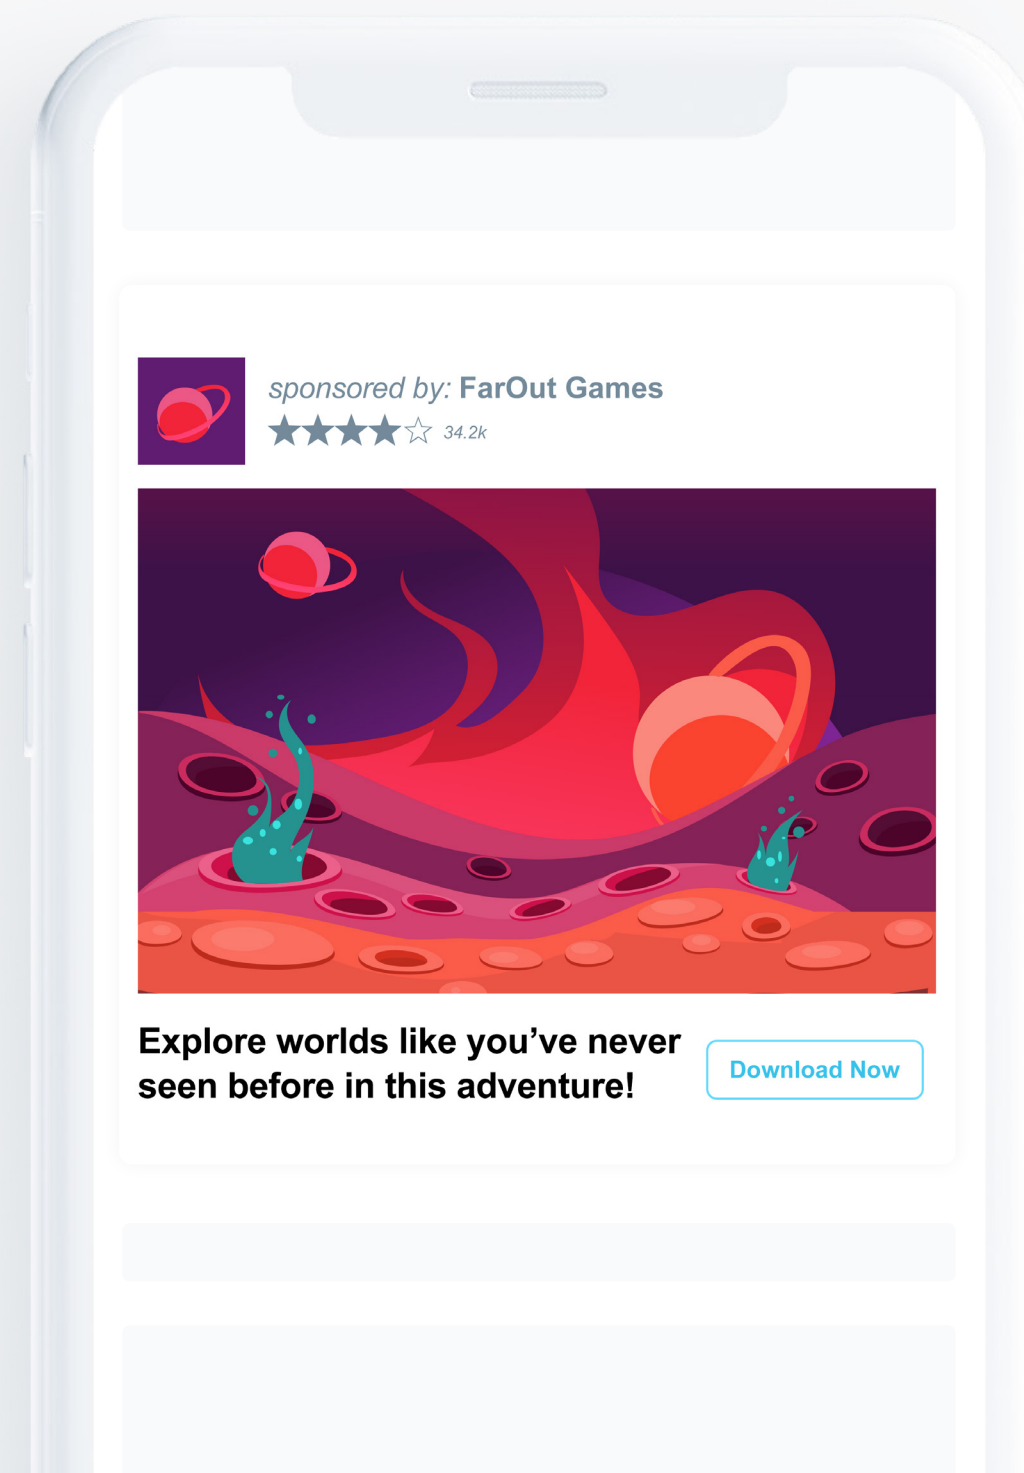 sponsored by: FarOut Games
34.2k
Explore worlds like you’ve never
seen before in this adventure!
Download Now